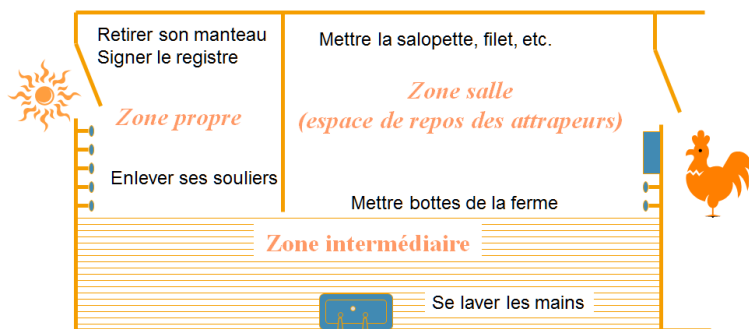 Retirer son manteau
Signer le registre
Zone propre
Enlever ses souliers
Mettre la salopette, filet, etc.
Zone salle
(espace de repos des attrapeurs)
Mettre bottes de la ferme
Zone intermédiaire
Se laver les mains